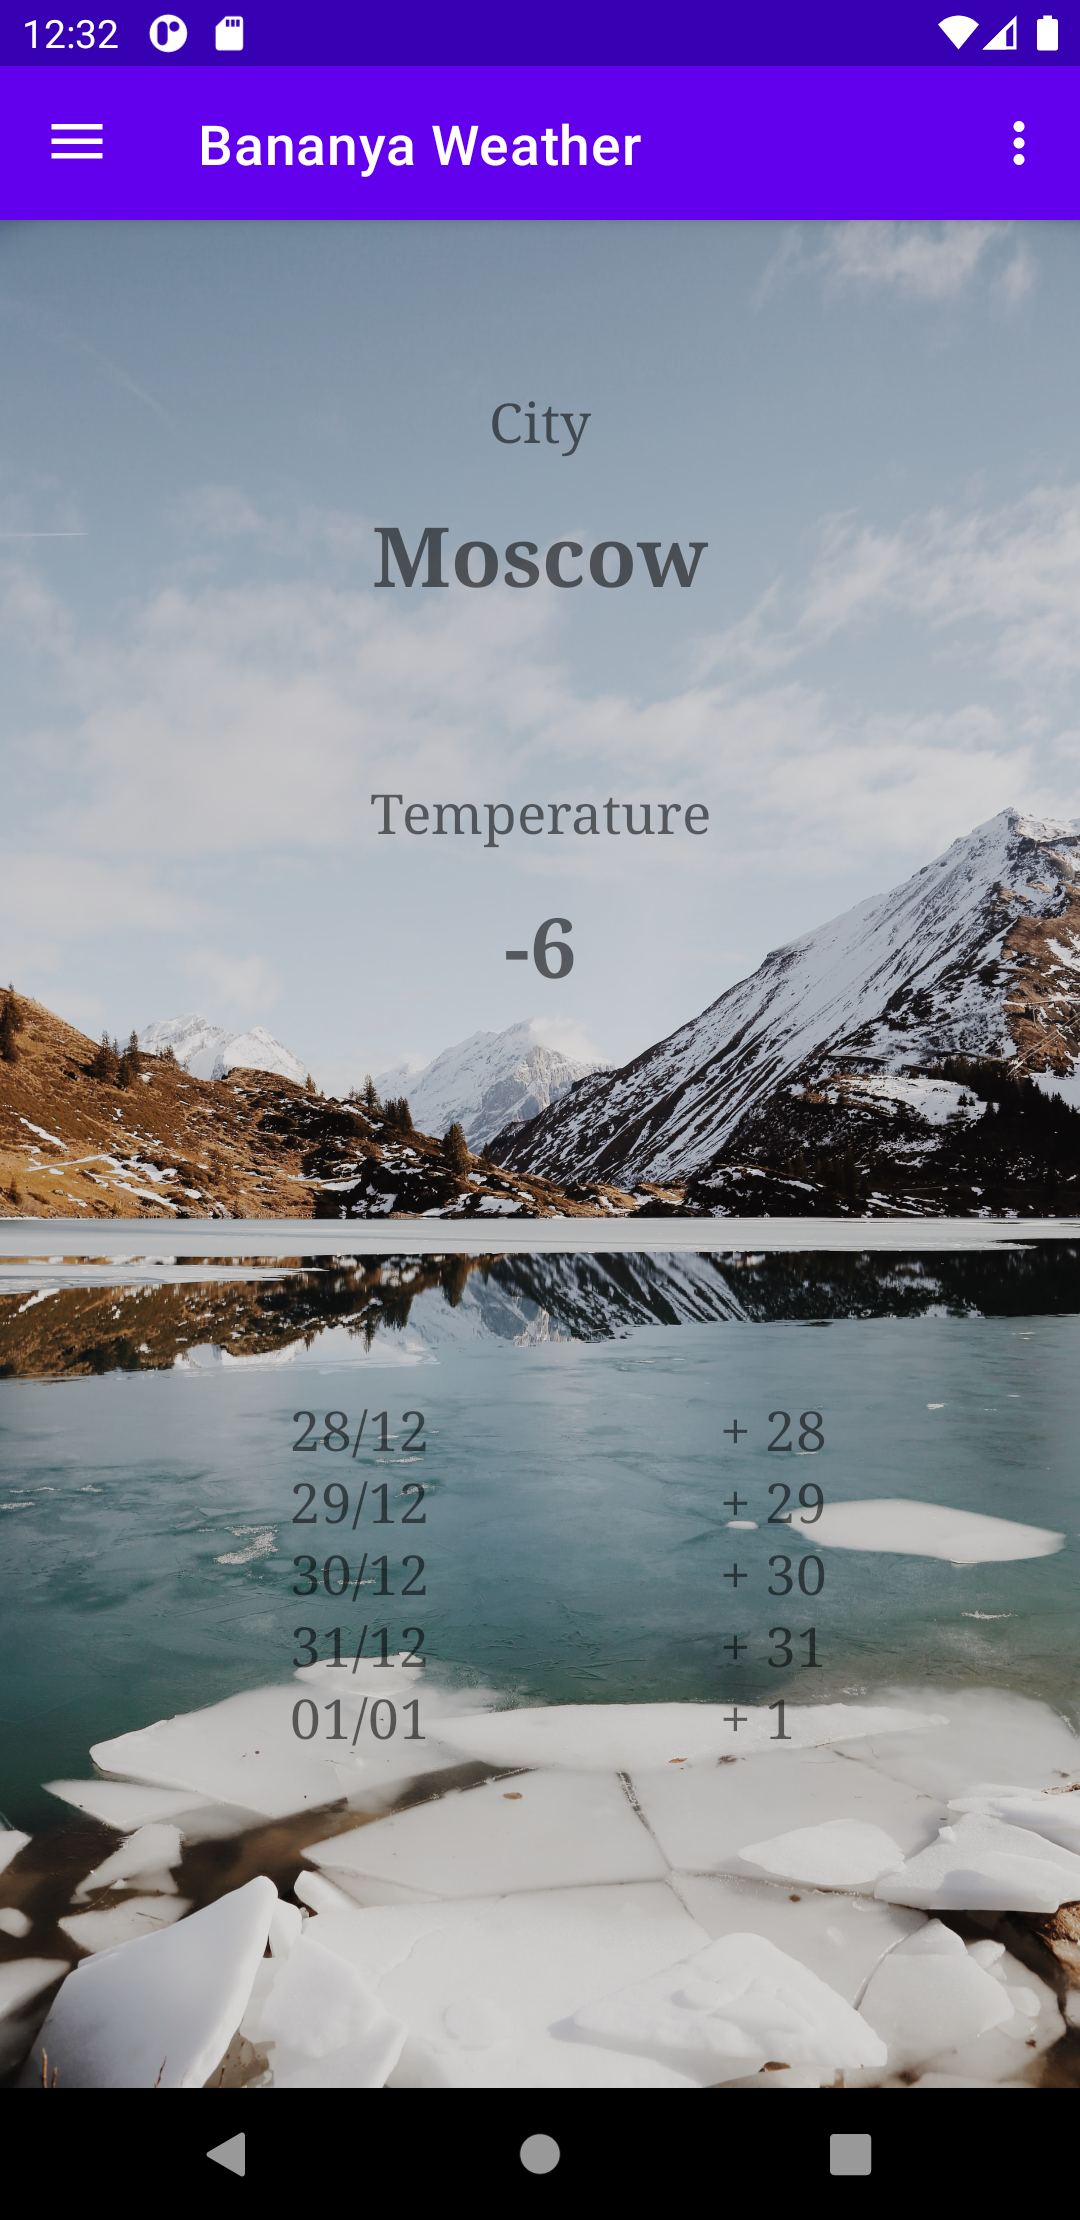 12:32
Bananya Weather
City
Moscow
Temperature
-6
28/12 + 28
29/12 + 29
30/12 + 30
31/12 + 31
01/01 + 1